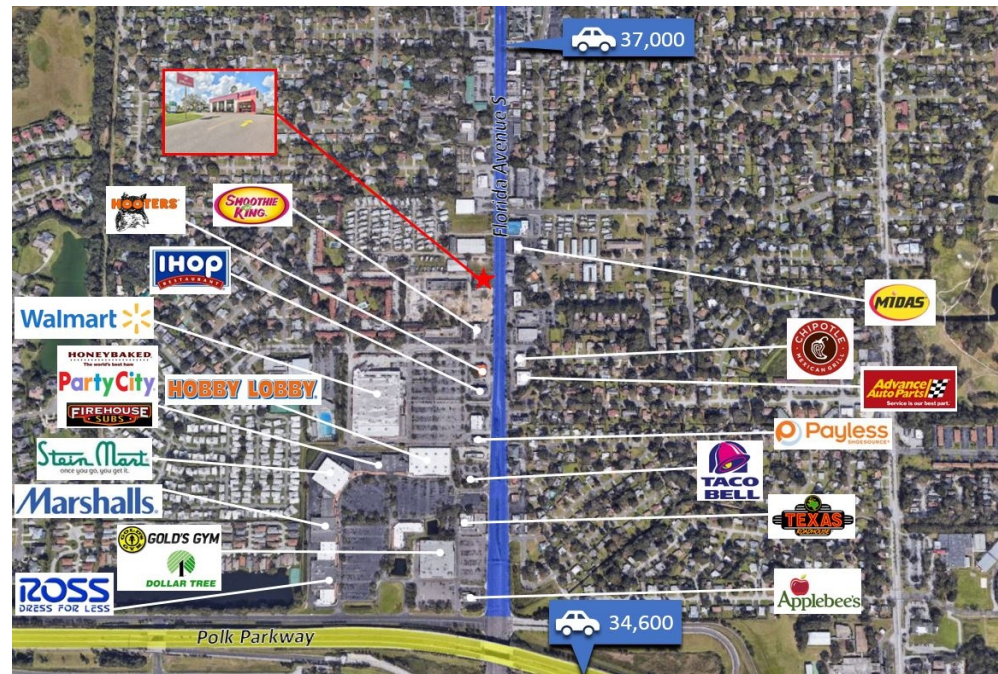 37,000
Florida Avenue S
HOOTERS
SMOOTHIE
KING
IHOP
RESTAURANT
MIDAS
Walmart
CHIPOTLE
MEXICAN GRILL
HONEYBAKED.
The world's best ham
PartyCity
FIREHOUSE
SUBS
HOBBY LOBBY
Advance
Auto Parts
Service is our best part.
Payless
SHOESOURCE
Stein Mart
once you go, you get it.
TACO
BELL
Marshalls.
TEXAS
ROADHOUSE
GOLD'S GYM
DOLLAR TREE
ROSS
DRESS FOR LESS
Applebee's
34,600
Polk Parkway